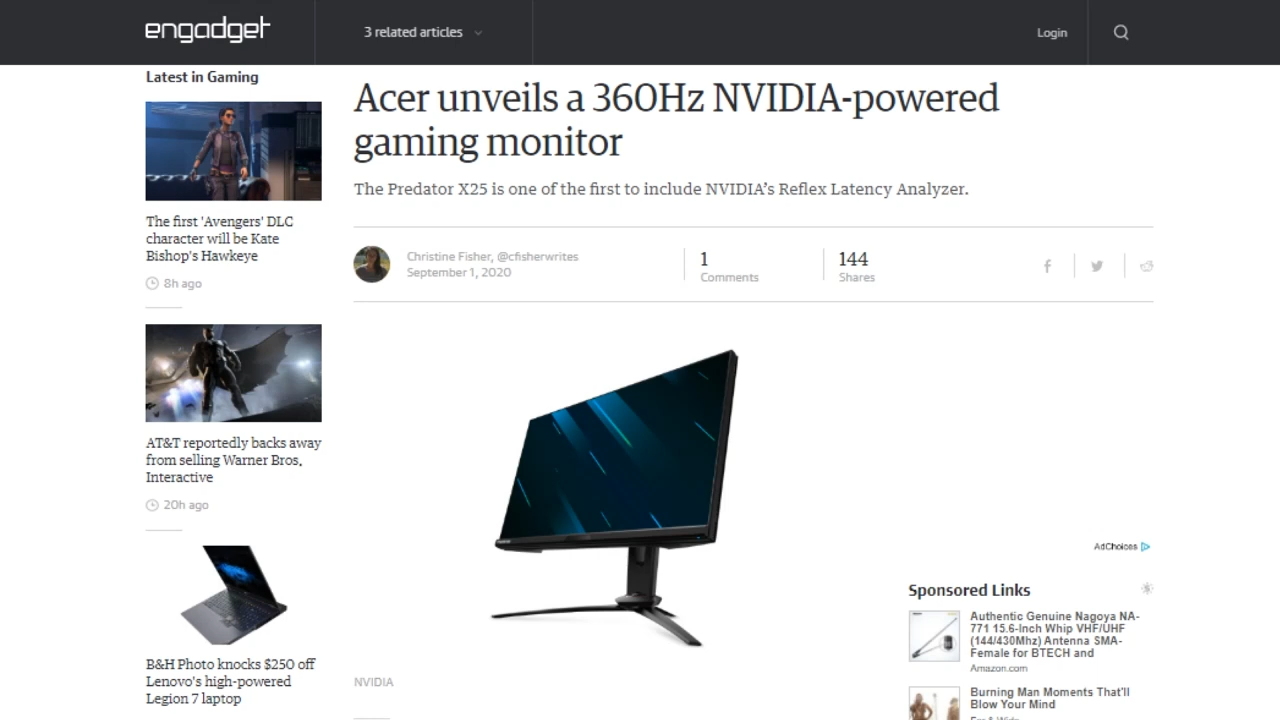 engadget
3 related articles
Login
Latest in Gaming
The first 'Avengers' DLC
character will be Kate
Bishop's Hawkeye
8h ago
AT&T reportedly backs away
from selling Warner Bros.
Interactive
20h ago
B&H Photo knocks $250 off
Lenovo's high-powered
Legion 7 laptop
Acer unveils a 360Hz NVIDIA-powered
gaming monitor
The Predator X25 is one of the first to include NVIDIA's Reflex Latency Analyzer.
Christine Fisher, @cfisherwrites
September 1, 2020
1
Comments
144
Shares
NVIDIA
AdChoices
Sponsored Links
Authentic Genuine Nagoya NA-
771 15.6-Inch Whip VHF/UHF
(144/430Mhz) Antenna SMA-
Female for BTECH and
Amazon.com
Burning Man Moments That'll
Blow Your Mind